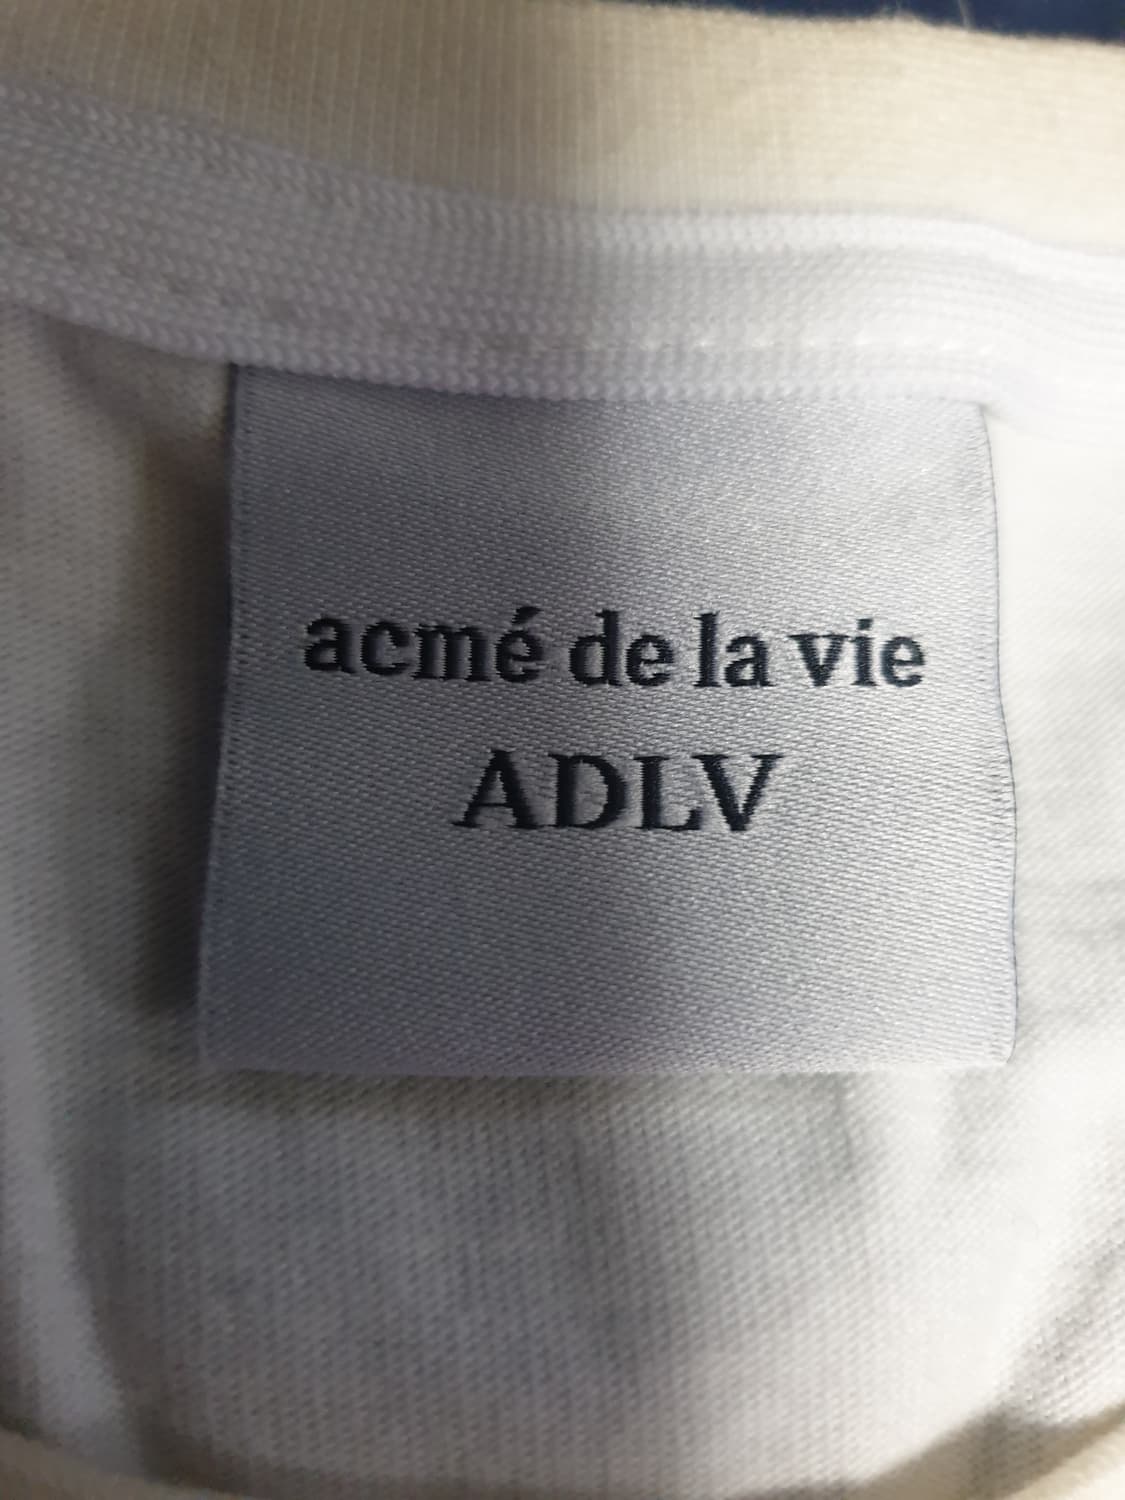 acmé de la vie
ADLV